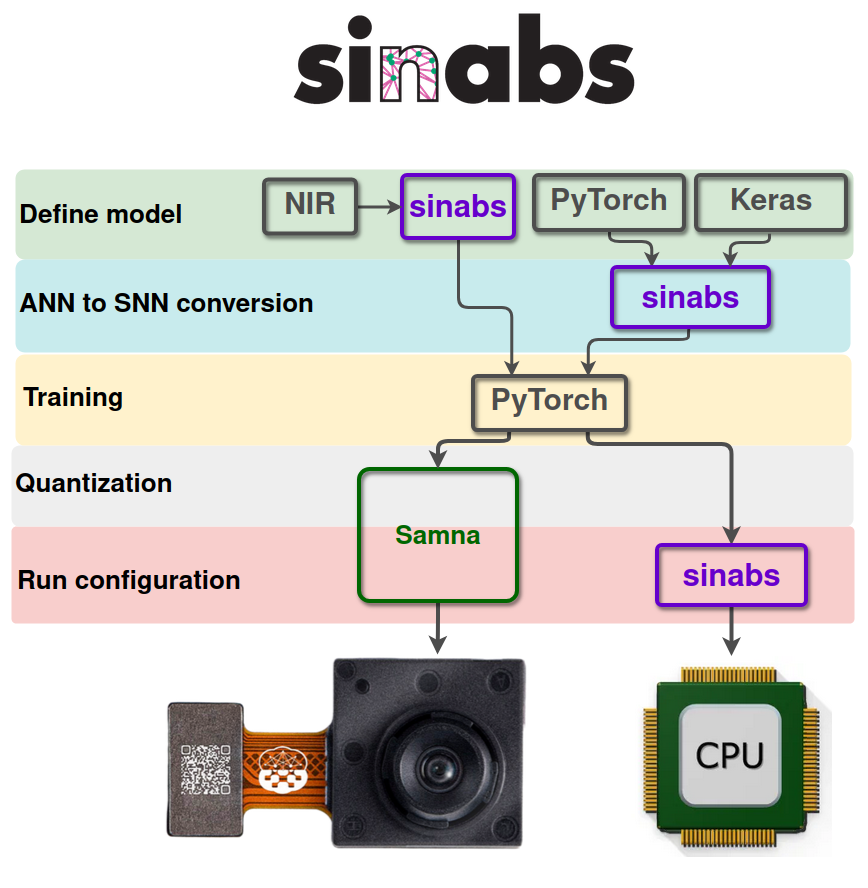 sinabs
Define model
NIR
sinabs
PyTorch
Keras
ANN to SNN conversion
sinabs
Training
PyTorch
Quantization
Samna
Run configuration
sinabs
CPU